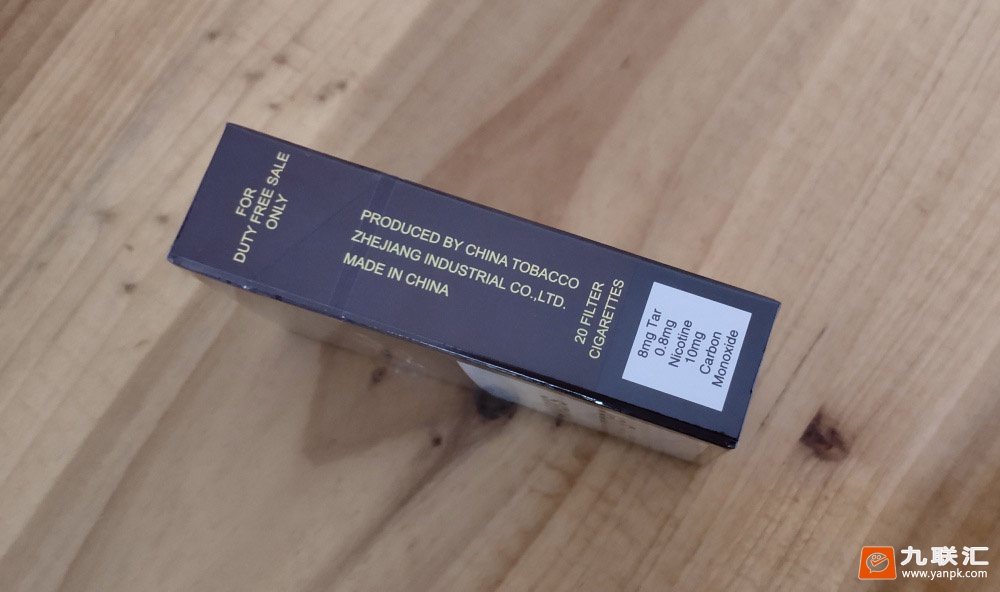 FOR
DUTY FREE SALE
ONLY
PRODUCED BY CHINA TOBACCO
ZHEJIANG INDUSTRIAL CO.,LTD.
MADE IN CHINA
20 FILTER
CIGARETTES
8mg Tar
0.8mg
Nicotine
10mg
Carbon
Monoxide
九联汇
www.yanpk.com